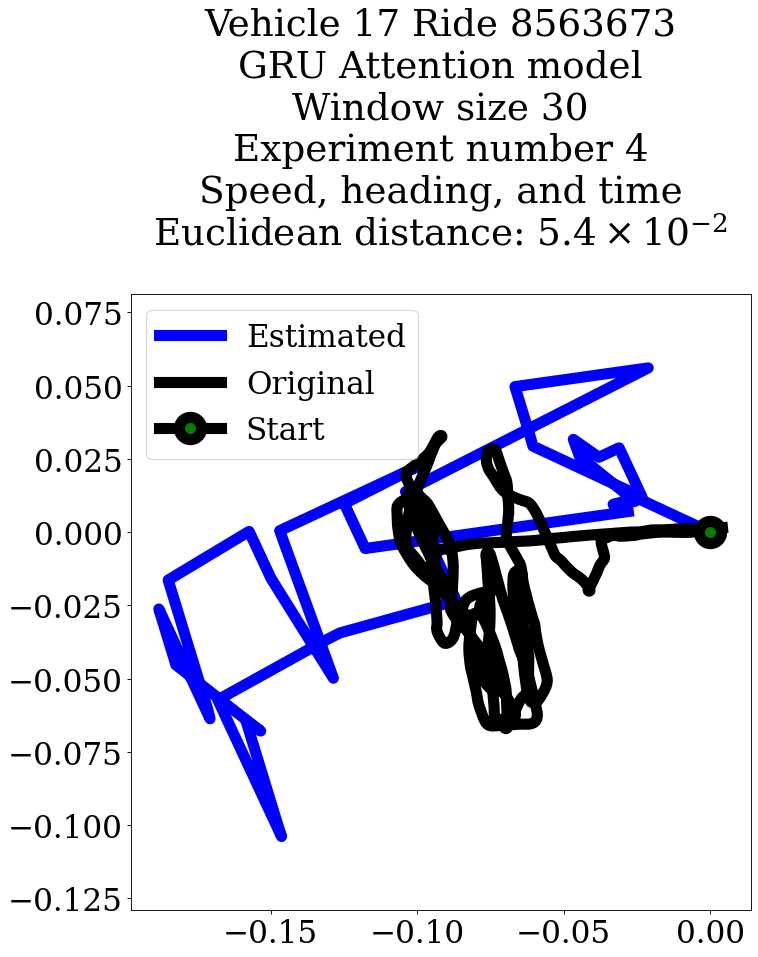 Vehicle 17 Ride 8563673
GRU Attention model
Window size 30
Experiment number 4
Speed, heading, and time
Euclidean distance: 5.4 × 10⁻²
Estimated
Original
Start
0.075
0.050
0.025
0.000
−0.025
−0.050
−0.075
−0.100
−0.125
−0.15 −0.10 −0.05 0.00